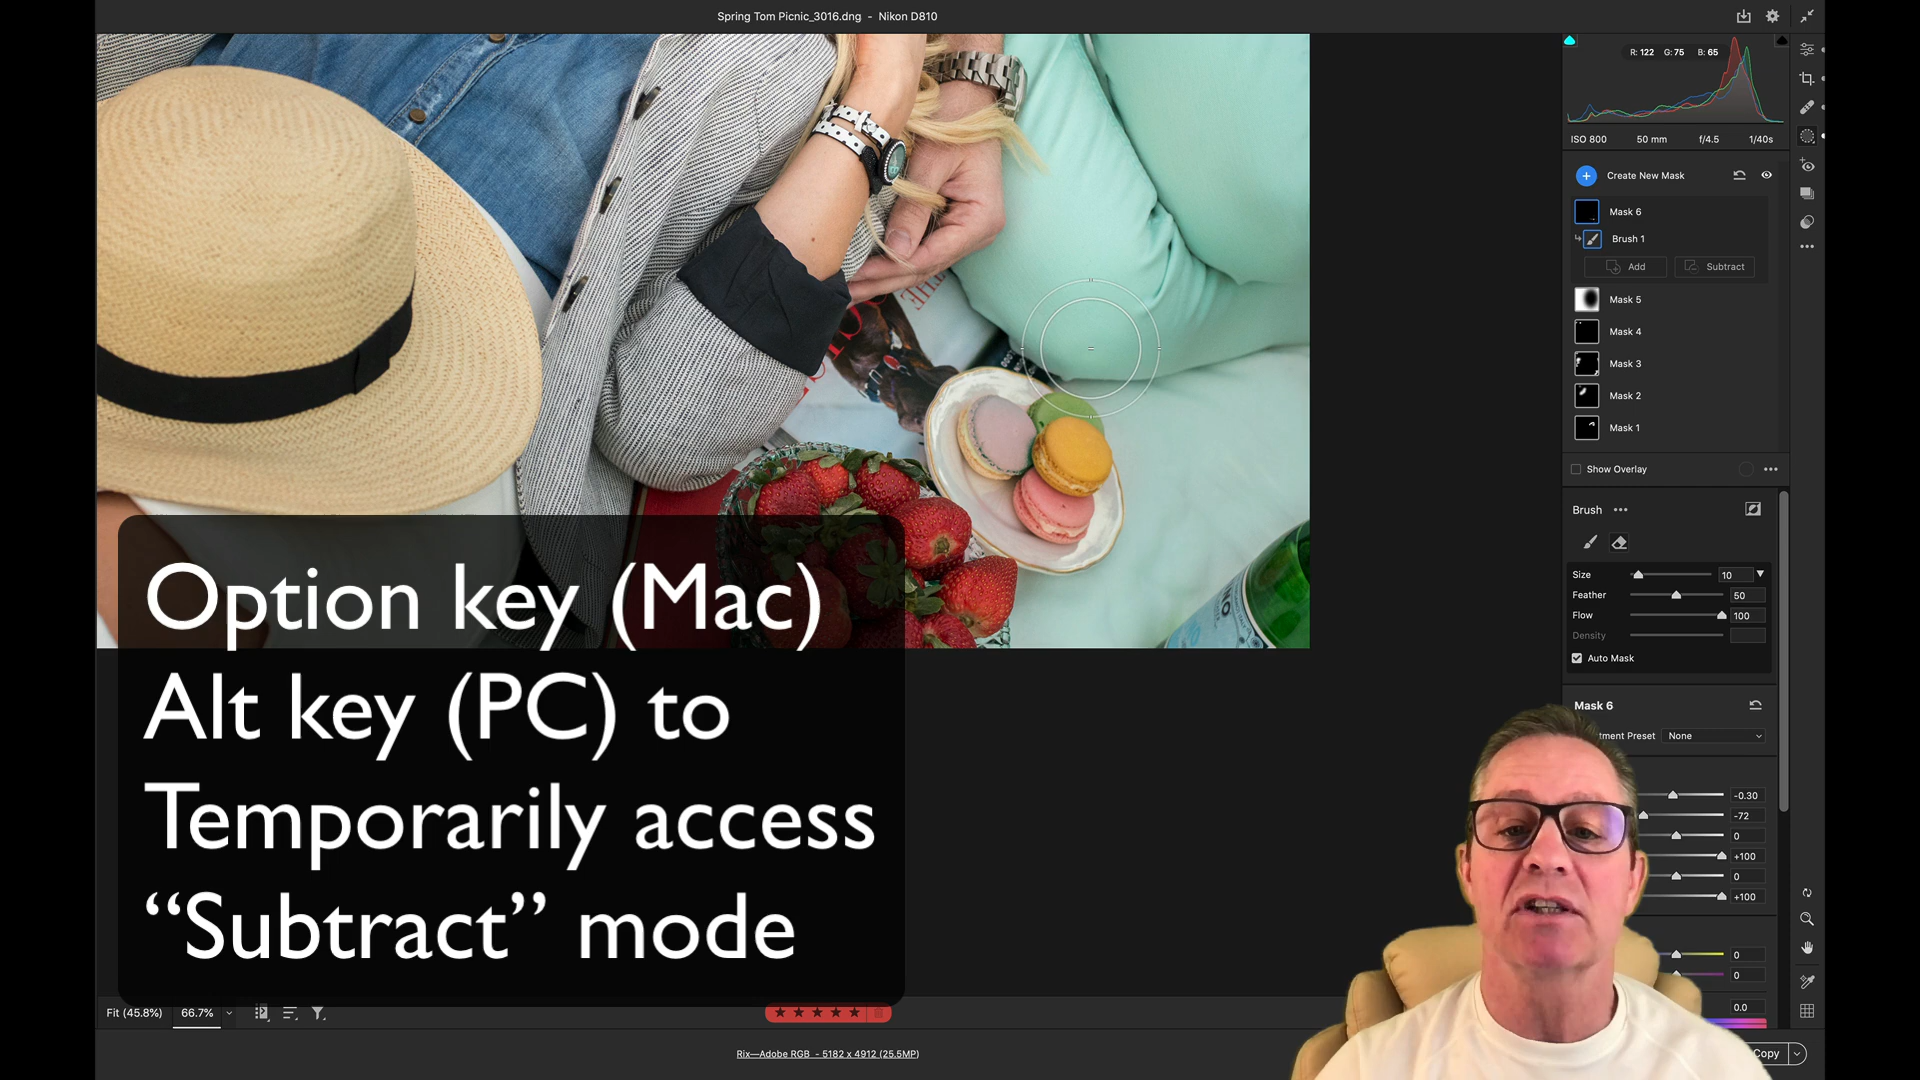 Spring Tom Picnic_3016.dng - Nikon D810
R: 122 G: 75 B: 65
ISO 800 50 mm f/4.5 1/40s
Create New Mask
Mask 6
Brush 1
Add Subtract
Mask 5
Mask 4
Mask 3
Mask 2
Mask 1
Show Overlay
Brush
Size 10
Feather 50
Flow 100
Density
Auto Mask
Mask 6
tment Preset None
-0.30
-72
0
+100
0
+100
0
0
0.0
THE
NO
Option key (Mac)
Alt key (PC) to
Temporarily access
“Subtract” mode
Fit (45.8%) 66.7%
Rix—Adobe RGB - 5182 x 4912 (25.5MP)
Copy